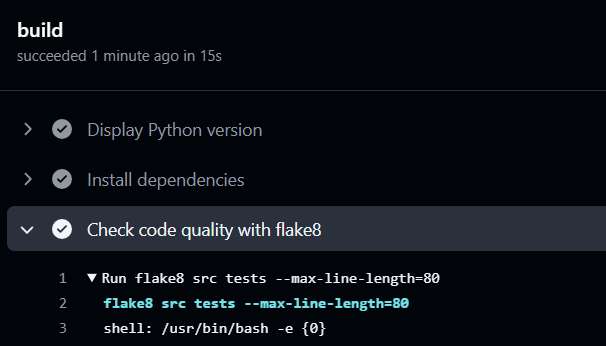 build
succeeded 1 minute ago in 15s
Display Python version
Install dependencies
Check code quality with flake8
1 ▼ Run flake8 src tests --max-line-length=80
2 flake8 src tests --max-line-length=80
3 shell: /usr/bin/bash -e {0}